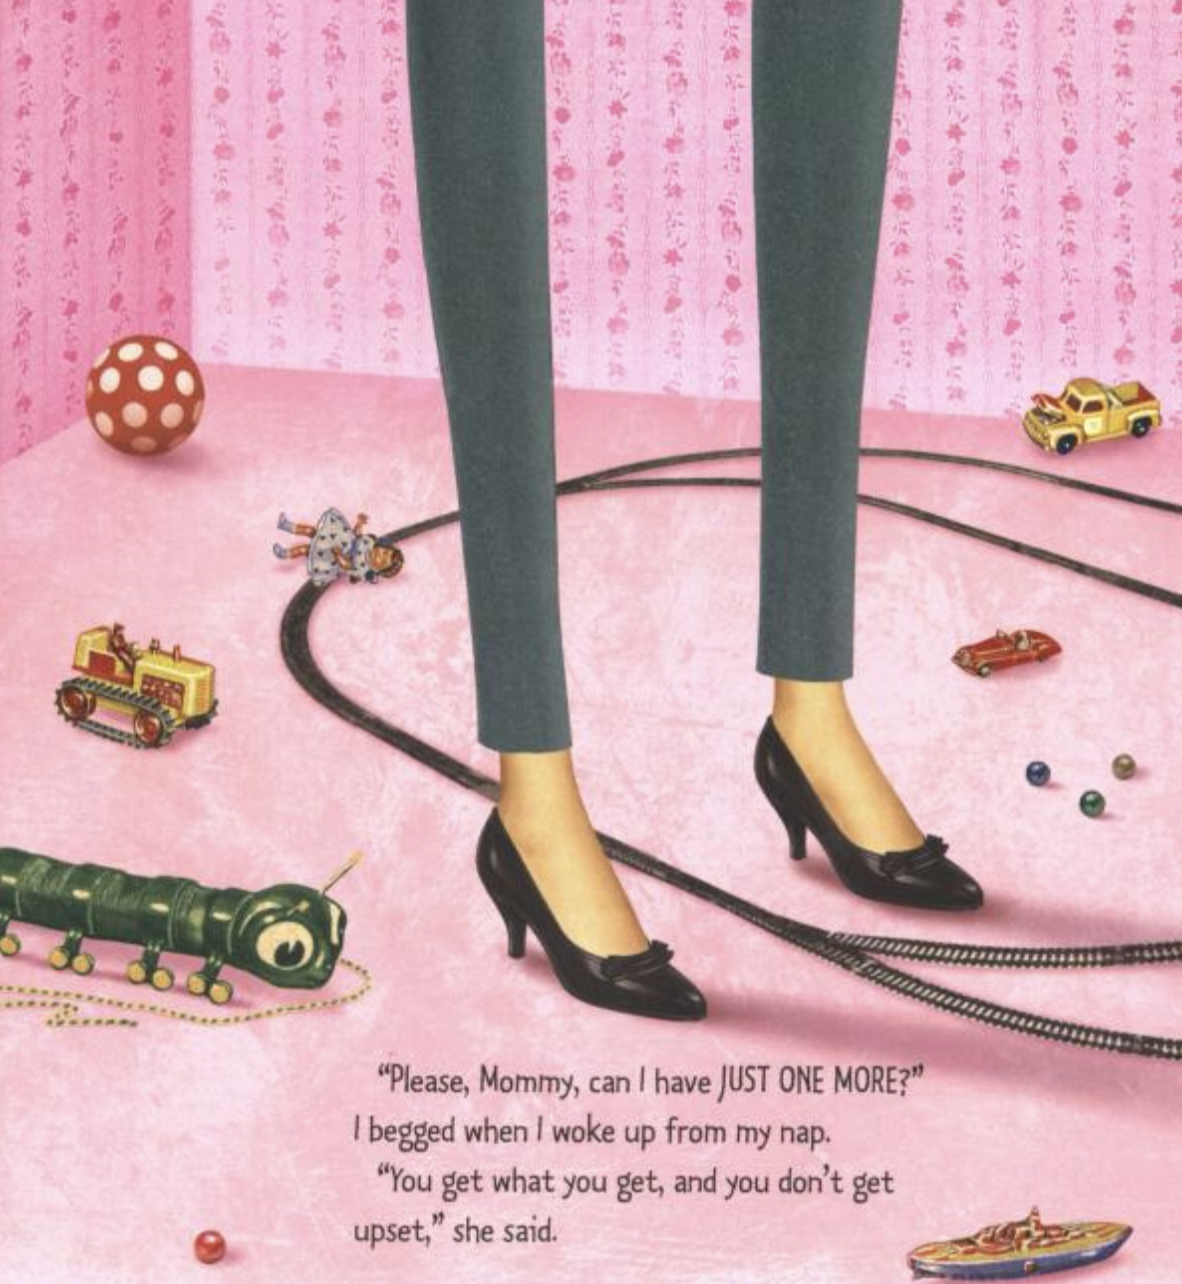 “Please, Mommy, can I have JUST ONE MORE?”
I begged when I woke up from my nap.
“You get what you get, and you don’t get
upset,” she said.